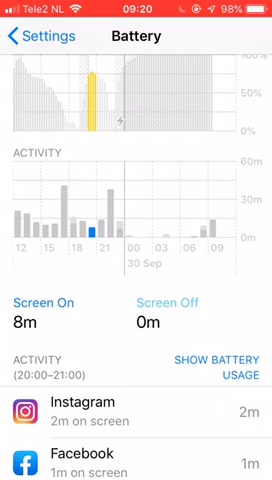 Tele2 NL 09:20 98%
Settings Battery
100%
50%
0%
ACTIVITY
60m
30m
0m
12 15 18 21 00 03 06 09
30 Sep
Screen On Screen Off
8m 0m
ACTIVITY SHOW BATTERY
(20:00–21:00) USAGE
Instagram
2m on screen 2m
Facebook
1m on screen 1m